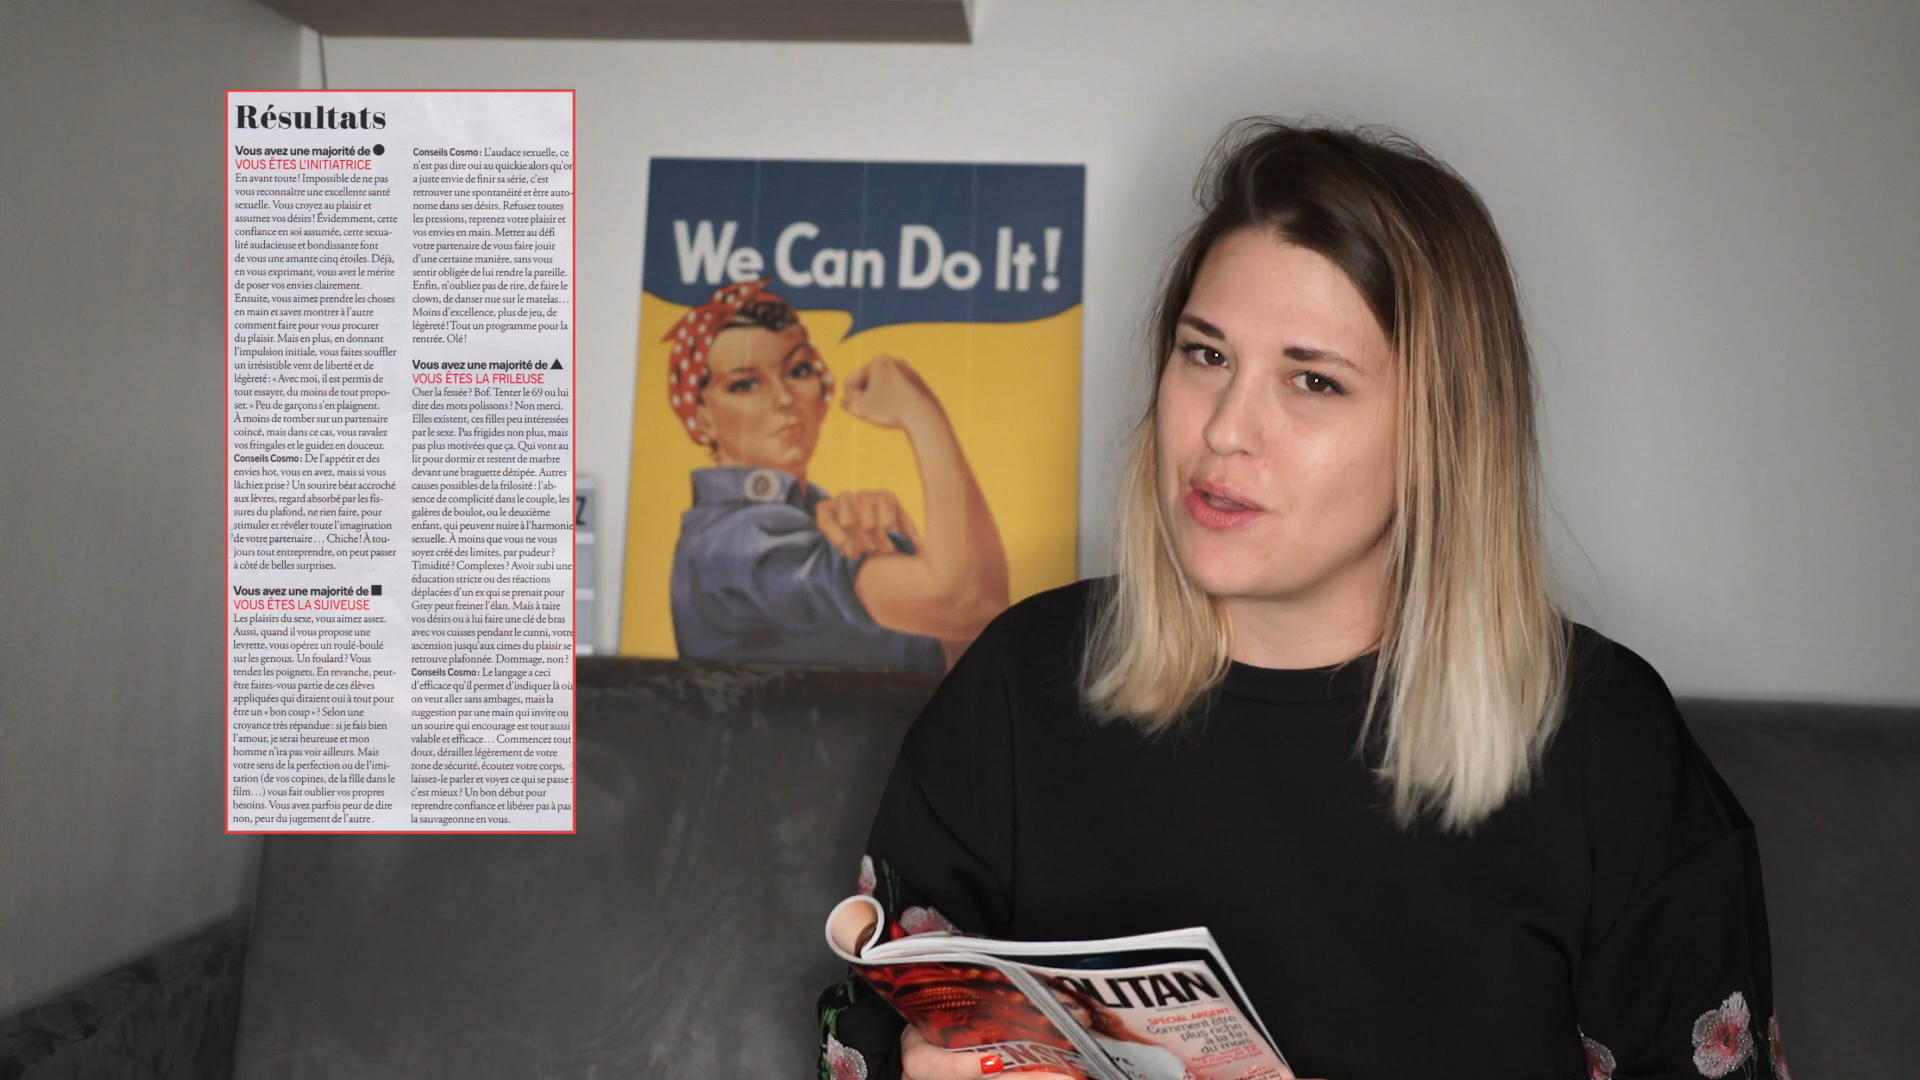 Résultats
Vous avez une majorité de ●
VOUS ÊTES L'INITIATRICE
En avant toute ! Impossible de ne pas
vous reconnaître une excellente santé
sexuelle. Vous croyez au plaisir et
assumez vos désirs ! Évidemment, cette
confiance en soi assumée, cette sexua-
lité audacieuse et bondissante font
de vous une amante cinq étoiles. Déjà,
en vous exprimant, vous avez le mérite
de poser vos envies clairement.
Ensuite, vous aimez prendre les choses
en main et savez montrer à l'autre
comment faire pour vous procurer
du plaisir. Mais en plus, en donnant
l'impulsion initiale, vous faites souffler
un irrésistible vent de liberté et de
légèreté : « Avec moi, il est permis de
tout essayer, du moins de tout propo-
ser. » Peu de garçons s'en plaignent.
À moins de tomber sur un partenaire
coincé, mais dans ce cas, vous ravalez
vos fringales et le guidez en douceur.
Conseils Cosmo : De l'appétit et des
envies hot, vous en avez, mais si vous
lâchiez prise ? Un sourire béat accroché
aux lèvres, regard absorbé par les fis-
sures du plafond, ne rien faire, pour
stimuler et révéler toute l'imagination
de votre partenaire … Chiche ! À tou-
jours tout entreprendre, on peut passer
à côté de belles surprises.
Vous avez une majorité de ■
VOUS ÊTES LA SUIVEUSE
Les plaisirs du sexe, vous aimez assez.
Aussi, quand il vous propose une
levrette, vous opérez un roulé-boulé
sur les genoux. Un foulard ? Vous
tendez les poignets. En revanche, peut-
être faites-vous partie de ces élèves
appliquées qui diraient oui à tout pour
être un « bon coup » ? Selon une
croyance très répandue : si je fais bien
l'amour, je serai heureuse et mon
homme n'ira pas voir ailleurs. Mais
votre sens de la perfection ou de l'imi-
tation (de vos copines, de la fille dans le
film…) vous fait oublier vos propres
besoins. Vous avez parfois peur de dire
non, peur du jugement de l'autre.
Conseils Cosmo : L'audace sexuelle, ce
n'est pas dire oui au quickie alors qu'on
a juste envie de finir sa série, c'est
retrouver une spontanéité et être auto-
nome dans ses désirs. Refusez toutes
les pressions, reprenez votre plaisir et
vos envies en main. Mettez au défi
votre partenaire de vous faire jouir
d'une certaine manière, sans vous
sentir obligée de lui rendre la pareille.
Enfin, n'oubliez pas de rire, de faire le
clown, de danser nue sur le matelas…
Moins d'excellence, plus de jeu, de
légèreté ! Tout un programme pour la
rentrée. Olé !
Vous avez une majorité de ▲
VOUS ÊTES LA FRILEUSE
Oser la fessée ? Bof. Tenter le 69 ou lui
dire des mots polissons ? Non merci.
Elles existent, ces filles peu intéressées
par le sexe. Pas frigides non plus, mais
pas plus motivées que ça. Qui vont au
lit pour dormir et restent de marbre
devant une braguette dézipée. Autres
causes possibles de la frilosité : l'ab-
sence de complicité dans le couple, les
galères de boulot, ou le deuxième
enfant, qui peuvent nuire à l'harmonie
sexuelle. À moins que vous ne vous
soyez créé des limites, par pudeur ?
Timidité ? Complexes ? Avoir subi une
éducation stricte ou des réactions
déplacées d'un ex qui se prenait pour
Grey peut freiner l'élan. Mais à taire
vos désirs ou à lui faire une clé de bras
avec vos cuisses pendant le cunni, votre
ascension jusqu'aux cimes du plaisir se
retrouve plafonnée. Dommage, non ?
Conseils Cosmo : Le langage a ceci
d'efficace qu'il permet d'indiquer là où
on veut aller sans ambages, mais la
suggestion par une main qui invite ou
un sourire qui encourage est tout aussi
valable et efficace… Commencez tout
doux, déraillez légèrement de votre
zone de sécurité, écoutez votre corps,
laissez-le parler et voyez ce qui se passe :
c'est mieux ? Un bon début pour
reprendre confiance et libérer pas à pas
la sauvageonne en vous.
We Can Do It!
Z
OLITAN
SPÉCIAL ARGENT
Comment être
plus riche
à la fin
du mois
ENSE